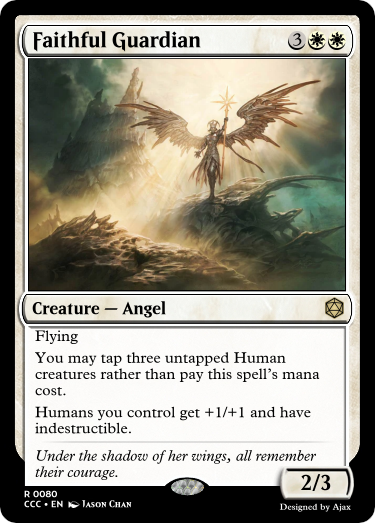 Faithful Guardian 3
Creature — Angel
Flying
You may tap three untapped Human
creatures rather than pay this spell's mana
cost.
Humans you control get +1/+1 and have
indestructible.
Under the shadow of her wings, all remember
their courage.
2/3
R 0080
CCC • EN Jason Chan
Designed by Ajax